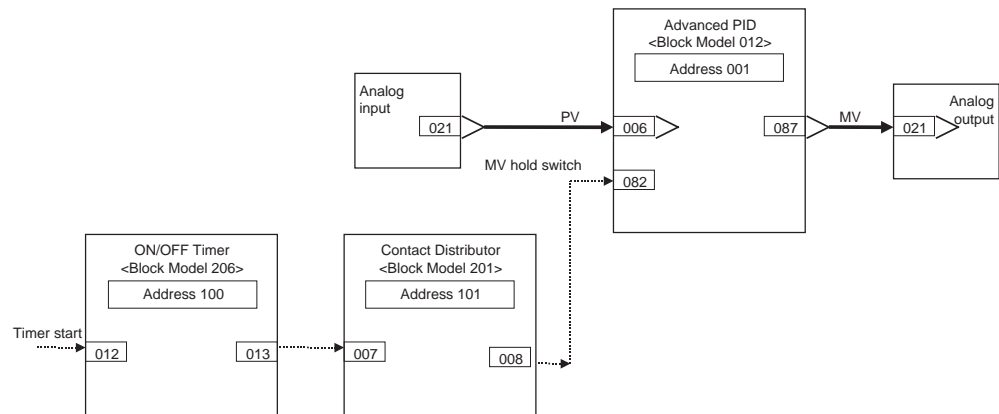 Advanced PID
<Block Model 012>
Address 001
Analog
input
021
PV
006
087
MV
Analog
output
021
MV hold switch
082
ON/OFF Timer
<Block Model 206>
Address 100
Contact Distributor
<Block Model 201>
Address 101
Timer start
012
013
007
008